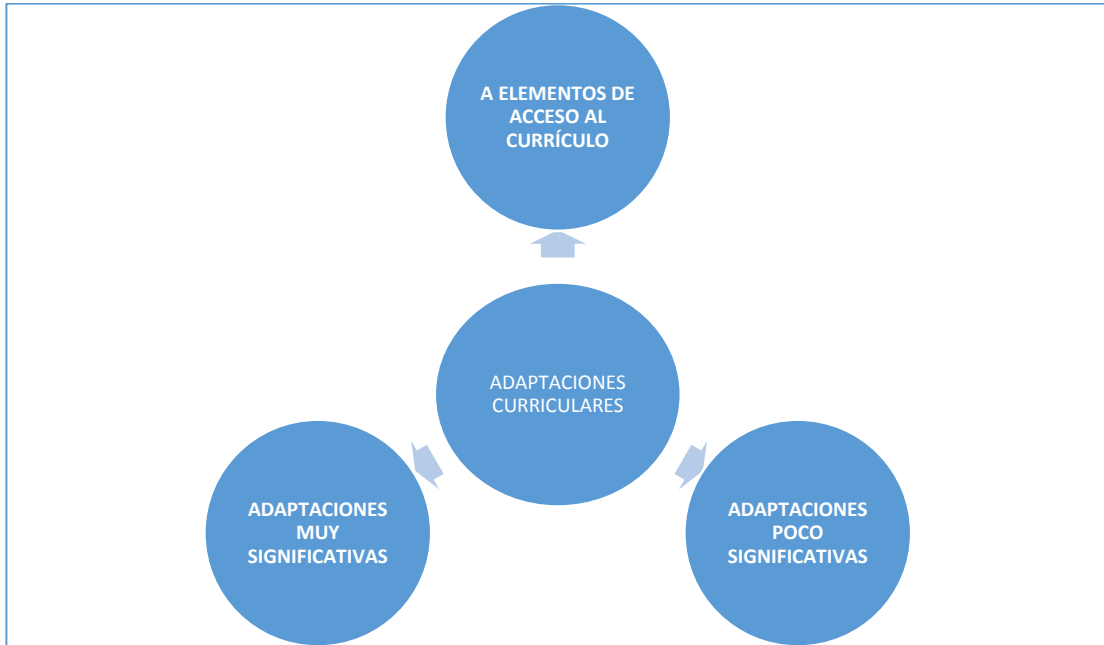 A ELEMENTOS DE
ACCESO AL
CURRÍCULO
ADAPTACIONES
CURRICULARES
ADAPTACIONES
MUY
SIGNIFICATIVAS
ADAPTACIONES
POCO
SIGNIFICATIVAS